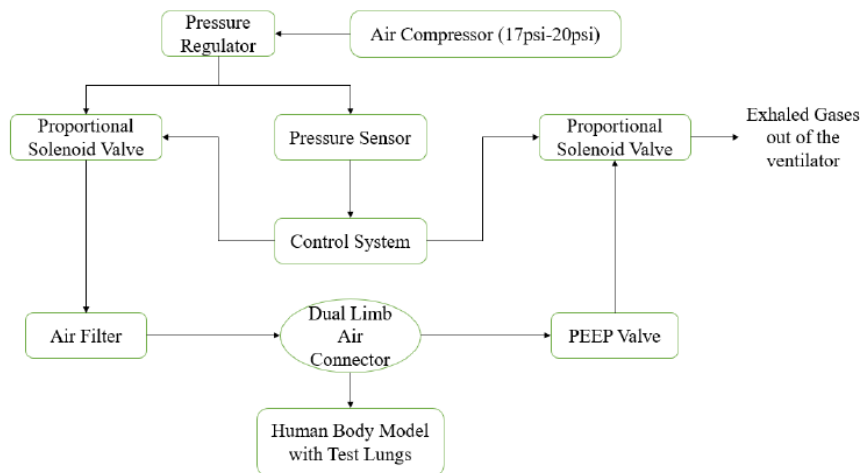 Pressure
Regulator
Air Compressor (17psi-20psi)
Proportional
Solenoid Valve
Pressure Sensor
Proportional
Solenoid Valve
Exhaled Gases
out of the
ventilator
Control System
Air Filter
Dual Limb
Air
Connector
PEEP Valve
Human Body Model
with Test Lungs